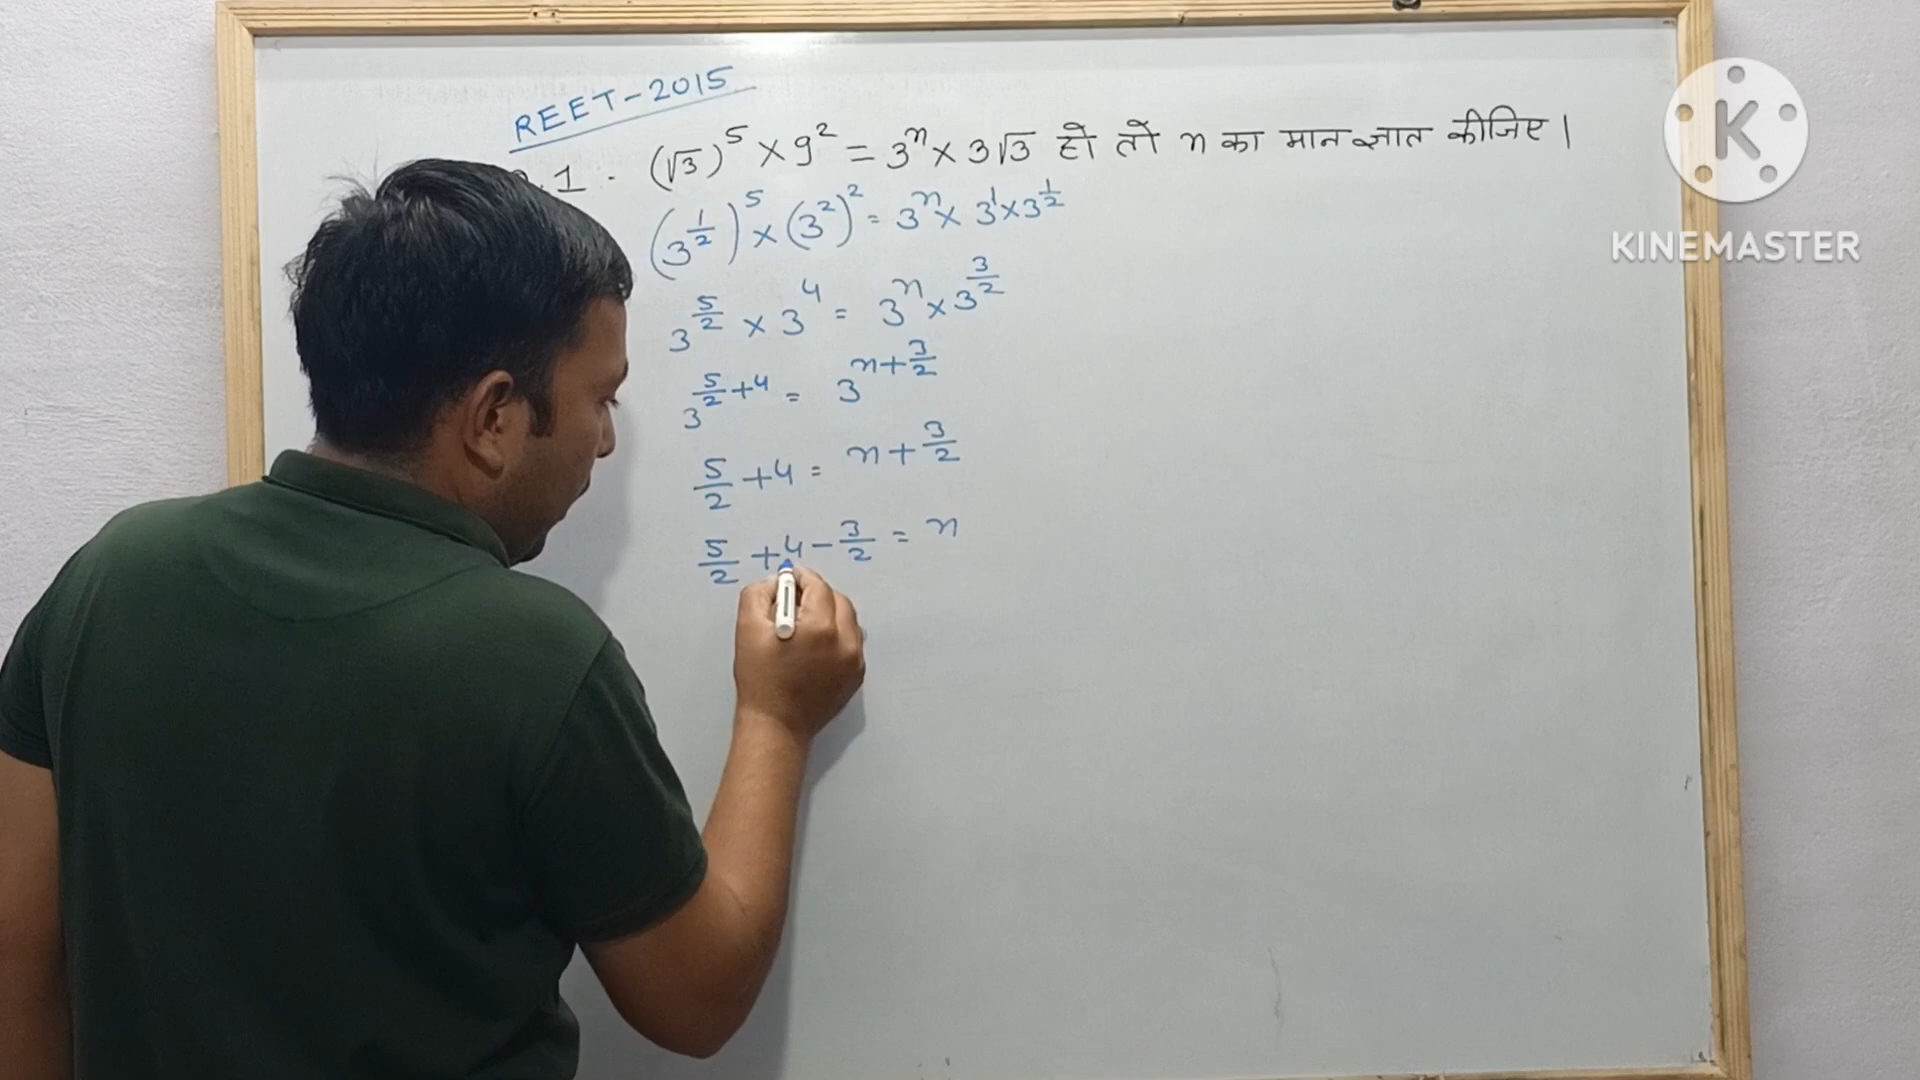 REET-2015
.1. (√3)⁵ × 9² = 3ⁿ × 3√3 हो तो n का मान ज्ञात कीजिए।
K
KINEMASTER
(3^(1/2))⁵ × (3²)² = 3ⁿ × 3¹ × 3^(1/2)
3^(5/2) × 3⁴ = 3ⁿ × 3^(3/2)
3^(5/2+4) = 3^(n+3/2)
5/2 + 4 = n + 3/2
5/2 + 4 - 3/2 = n